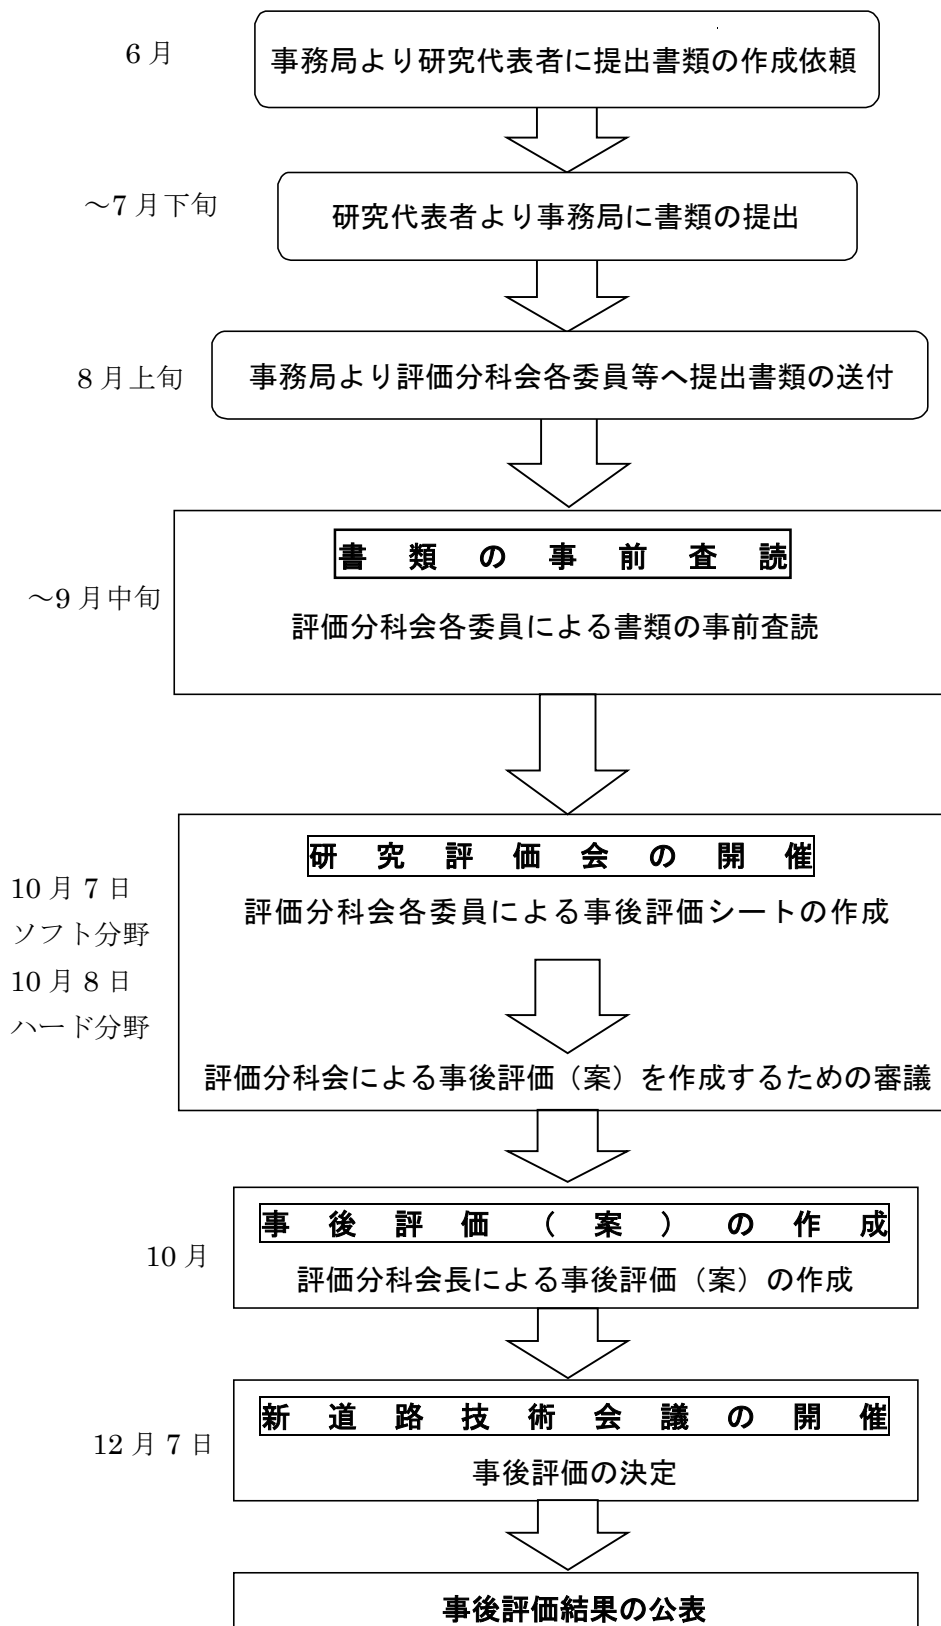 6 月
事務局より研究代表者に提出書類の作成依頼
～7 月下旬
研究代表者より事務局に書類の提出
8 月上旬
事務局より評価分科会各委員等へ提出書類の送付
書類の事前査読
～9 月中旬
評価分科会各委員による書類の事前査読
研究評価会の開催
10 月 7 日
ソフト分野
10 月 8 日
ハード分野
評価分科会各委員による事後評価シートの作成
評価分科会による事後評価（案）を作成するための審議
事後評価（案）の作成
10 月
評価分科会長による事後評価（案）の作成
新道路技術会議の開催
12 月 7 日
事後評価の決定
事後評価結果の公表